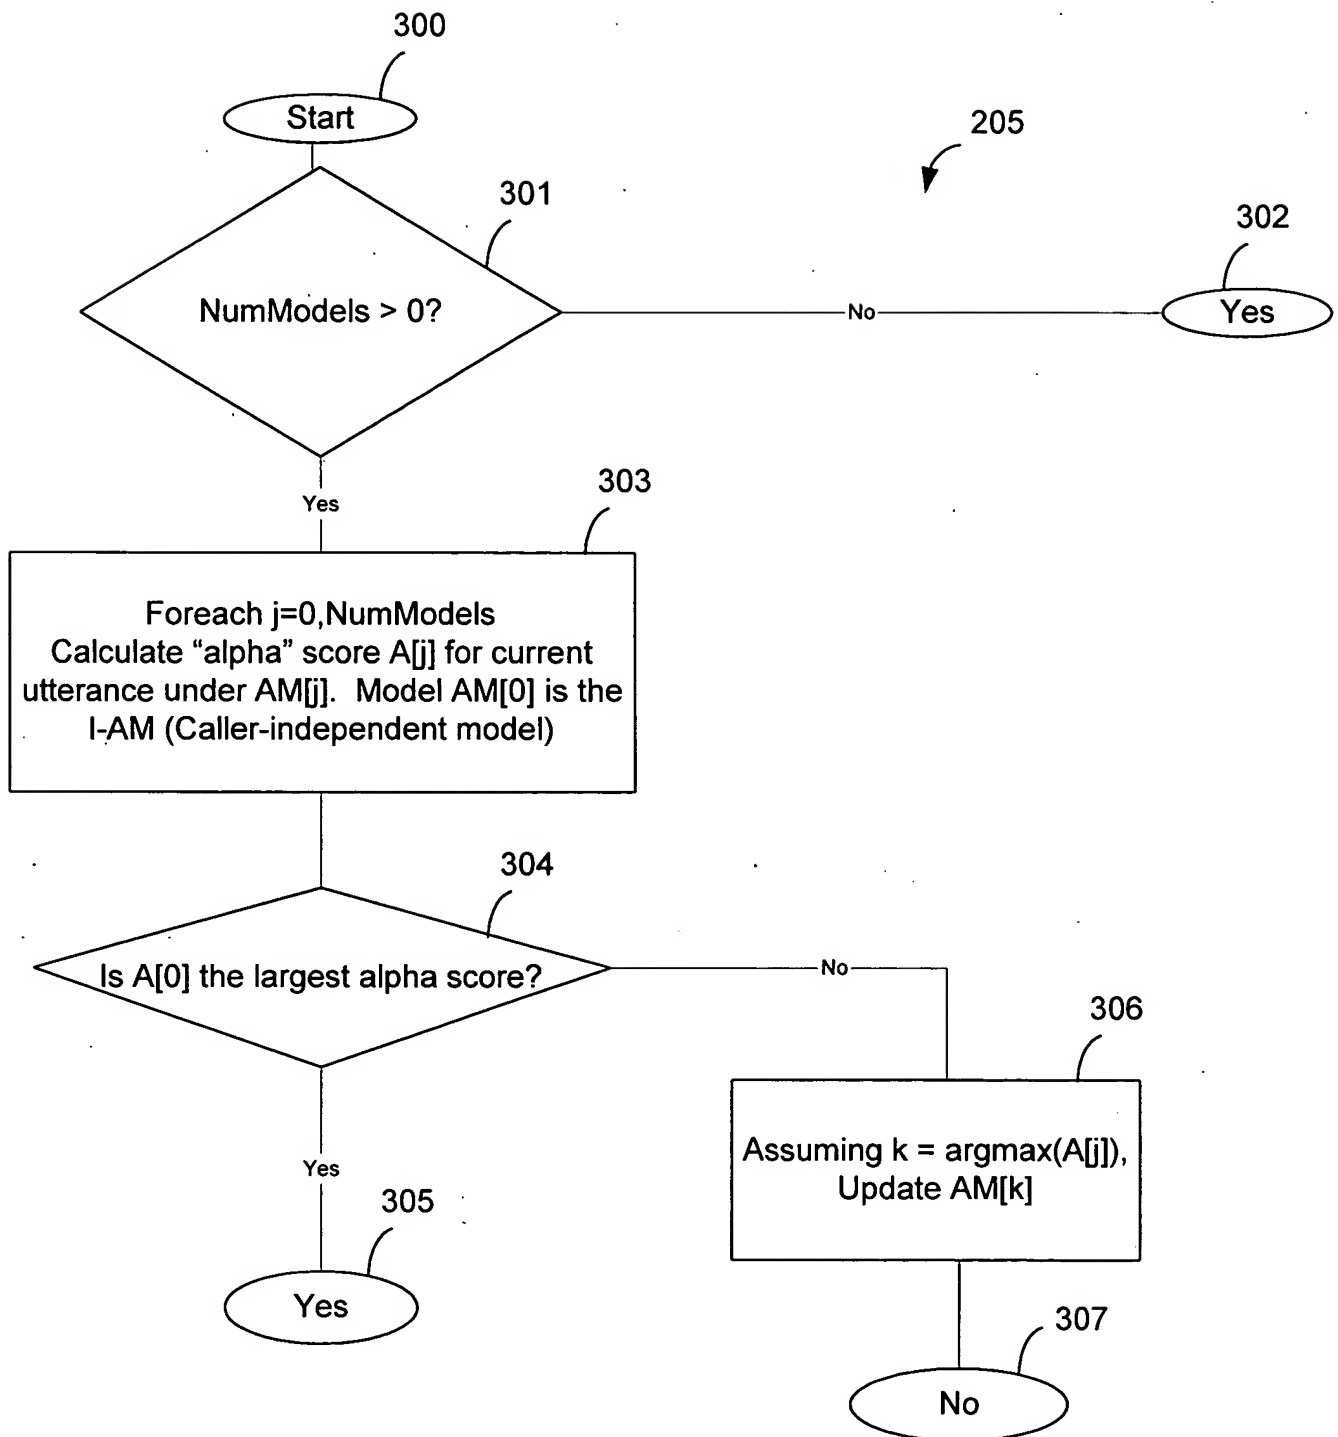 300
Start
205
301
302
NumModels > 0?
No
Yes
Yes
303
Foreach j=0,NumModels
Calculate “alpha” score A[j] for current
utterance under AM[j]. Model AM[0] is the
I-AM (Caller-independent model)
304
Is A[0] the largest alpha score?
No
306
Assuming k = argmax(A[j]),
Update AM[k]
Yes
305
Yes
307
No